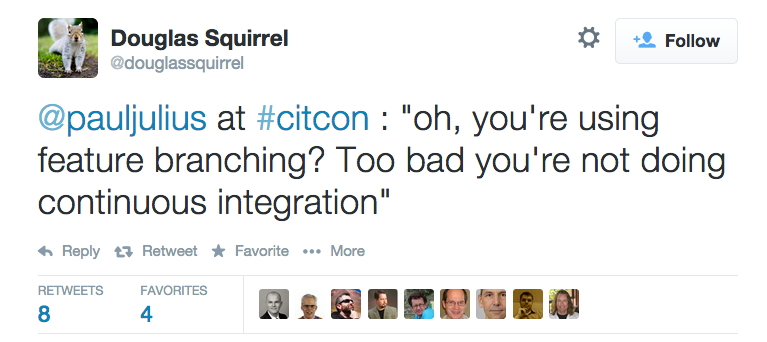 Douglas Squirrel
@douglassquirrel
Follow
@pauljulius at #citcon : "oh, you're using
feature branching? Too bad you're not doing
continuous integration"
Reply Retweet Favorite More
RETWEETS FAVORITES
8 4